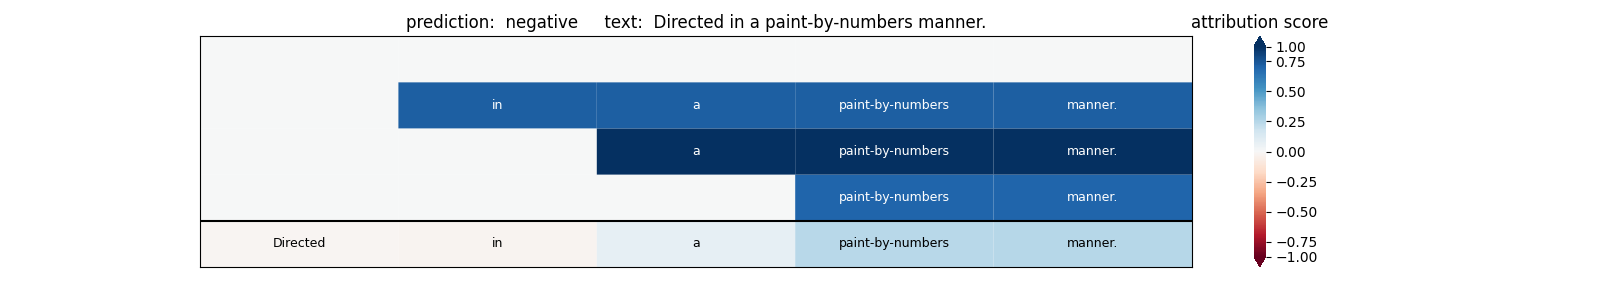 prediction:  negative     text:  Directed in a paint-by-numbers manner.
attribution score
in a paint-by-numbers manner.
a paint-by-numbers manner.
paint-by-numbers manner.
Directed in a paint-by-numbers manner.
1.00
0.75
0.50
0.25
0.00
−0.25
−0.50
−0.75
−1.00